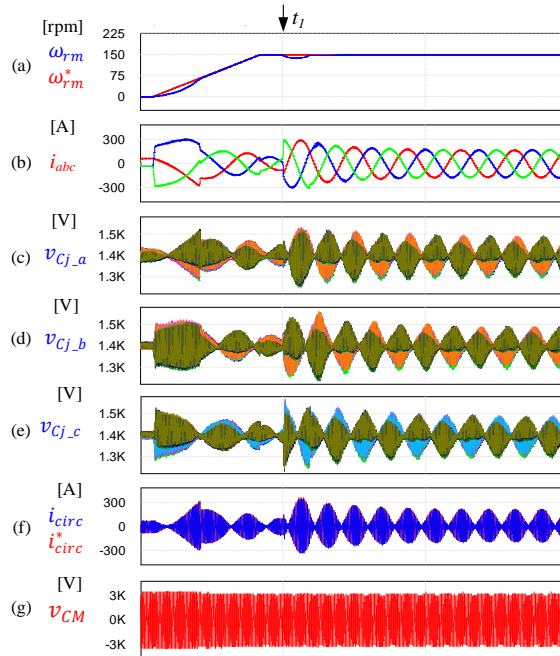 t1
[rpm]
225
ωrm
150
(a)
ω*rm
75
0
[A]
300
(b)
iabc
0
-300
[V]
1.5K
(c)
vCj_a
1.4K
1.3K
[V]
1.5K
(d)
vCj_b
1.4K
1.3K
[V]
1.5K
(e)
vCj_c
1.4K
1.3K
[A]
300
(f)
icirc
0
i*circ
-300
[V]
3K
(g)
vCM
0K
-3K